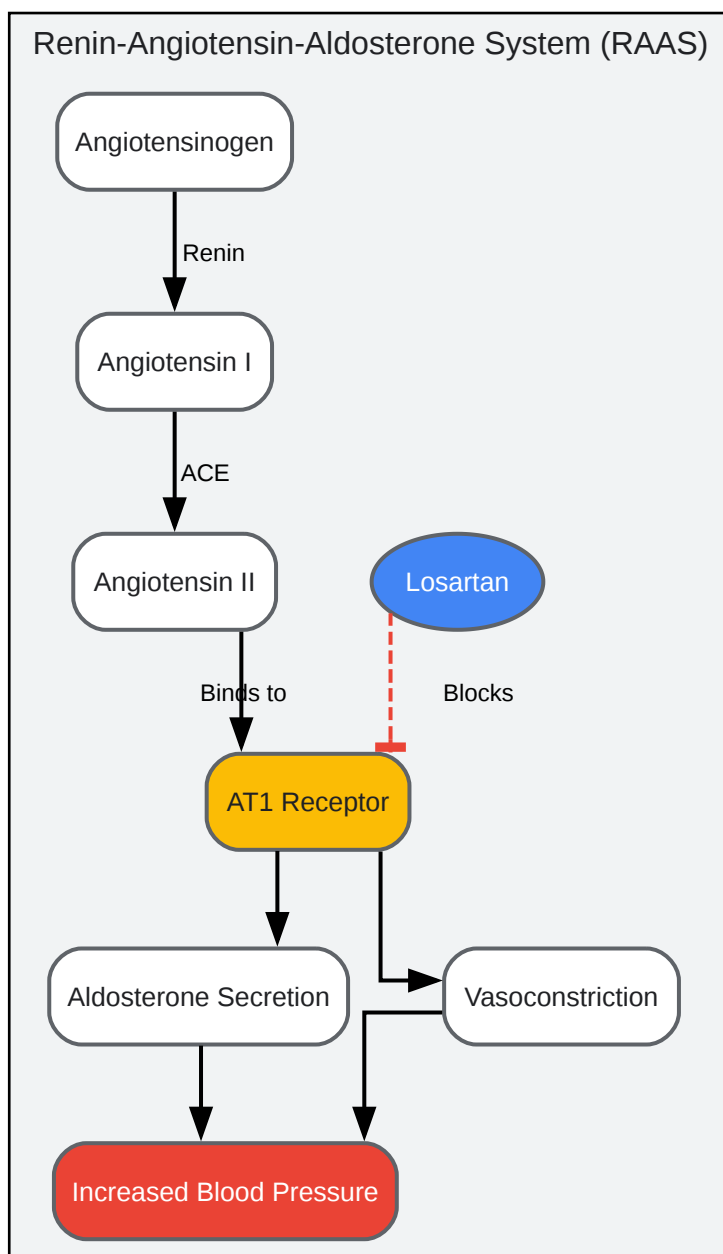 Renin-Angiotensin-Aldosterone System (RAAS)
Angiotensinogen
Renin
Angiotensin I
ACE
Angiotensin II
Losartan
Binds to
Blocks
AT1 Receptor
Aldosterone Secretion
Vasoconstriction
Increased Blood Pressure